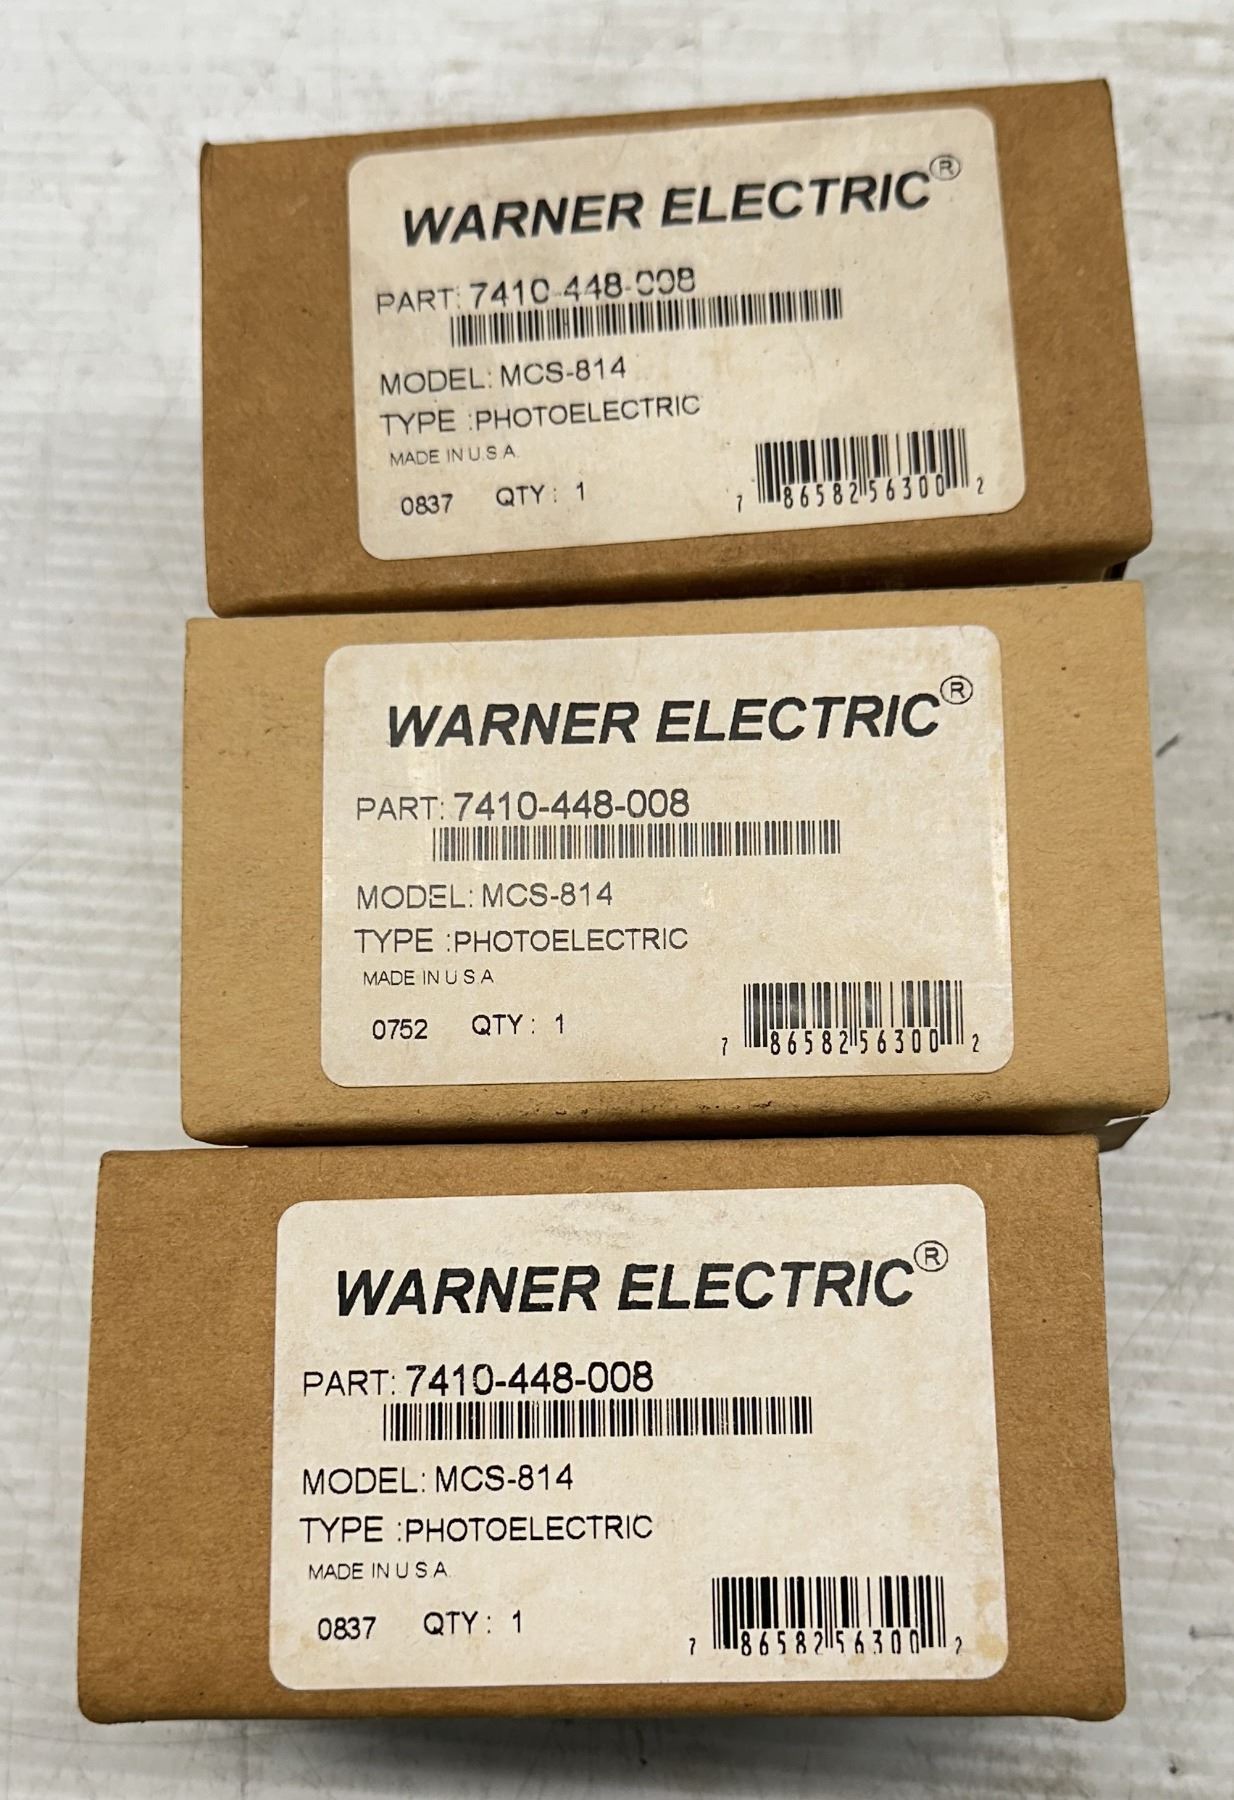 WARNER ELECTRIC®
PART: 7410-448-008
MODEL: MCS-814
TYPE :PHOTOELECTRIC
MADE IN U.S.A.
0837 QTY: 1
7 86582 56300 2
WARNER ELECTRIC®
PART: 7410-448-008
MODEL: MCS-814
TYPE :PHOTOELECTRIC
MADE IN U S A
0752 QTY: 1
7 86582 56300 2
WARNER ELECTRIC®
PART: 7410-448-008
MODEL: MCS-814
TYPE :PHOTOELECTRIC
MADE IN U S A.
0837 QTY: 1
7 86582 56300 2